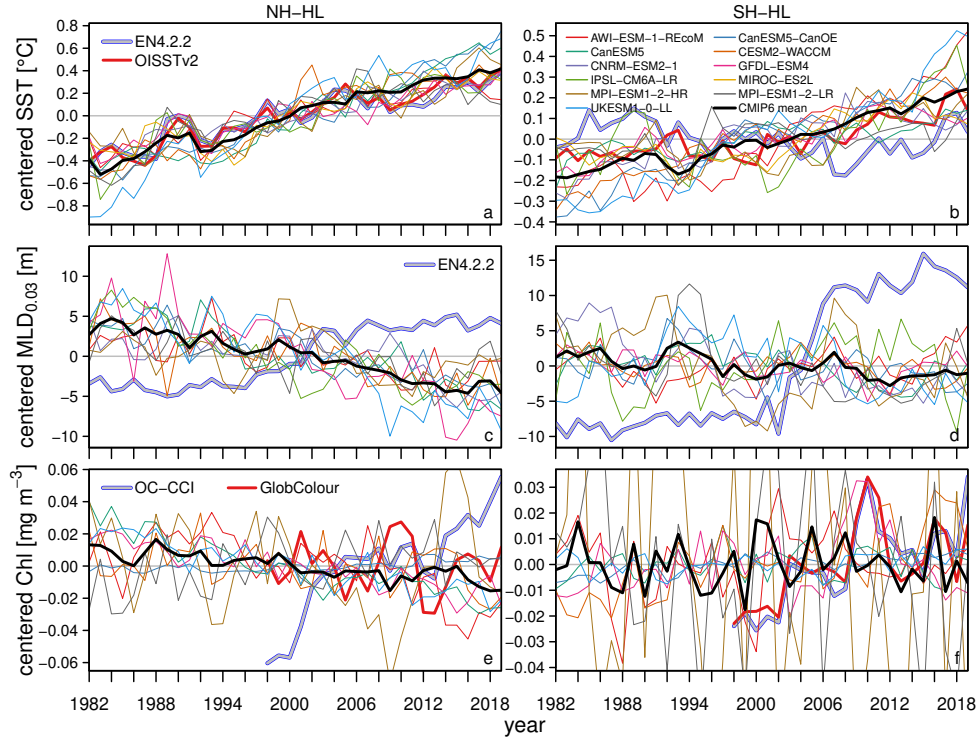 NH−HL
SH−HL
centered SST [°C]
0.8
0.6
0.4
0.2
0.0
−0.2
−0.4
−0.6
−0.8
EN4.2.2
OISSTv2
a
0.5
0.4
0.3
0.2
0.1
0.0
−0.1
−0.2
−0.3
−0.4
AWI−ESM−1−REcoM
CanESM5
CNRM−ESM2−1
IPSL−CM6A−LR
MPI−ESM1−2−HR
UKESM1−0−LL
CanESM5−CanOE
CESM2−WACCM
GFDL−ESM4
MIROC−ES2L
MPI−ESM1−2−LR
CMIP6 mean
b
centered MLD0.03 [m]
10
5
0
−5
−10
EN4.2.2
c
15
10
5
0
−5
−10
d
centered Chl [mg m−3]
0.06
0.04
0.02
0.00
−0.02
−0.04
−0.06
OC−CCI
GlobColour
e
0.03
0.02
0.01
0.00
−0.01
−0.02
−0.03
−0.04
f
1982 1988 1994 2000 2006 2012 2018
1982 1988 1994 2000 2006 2012 2018
year